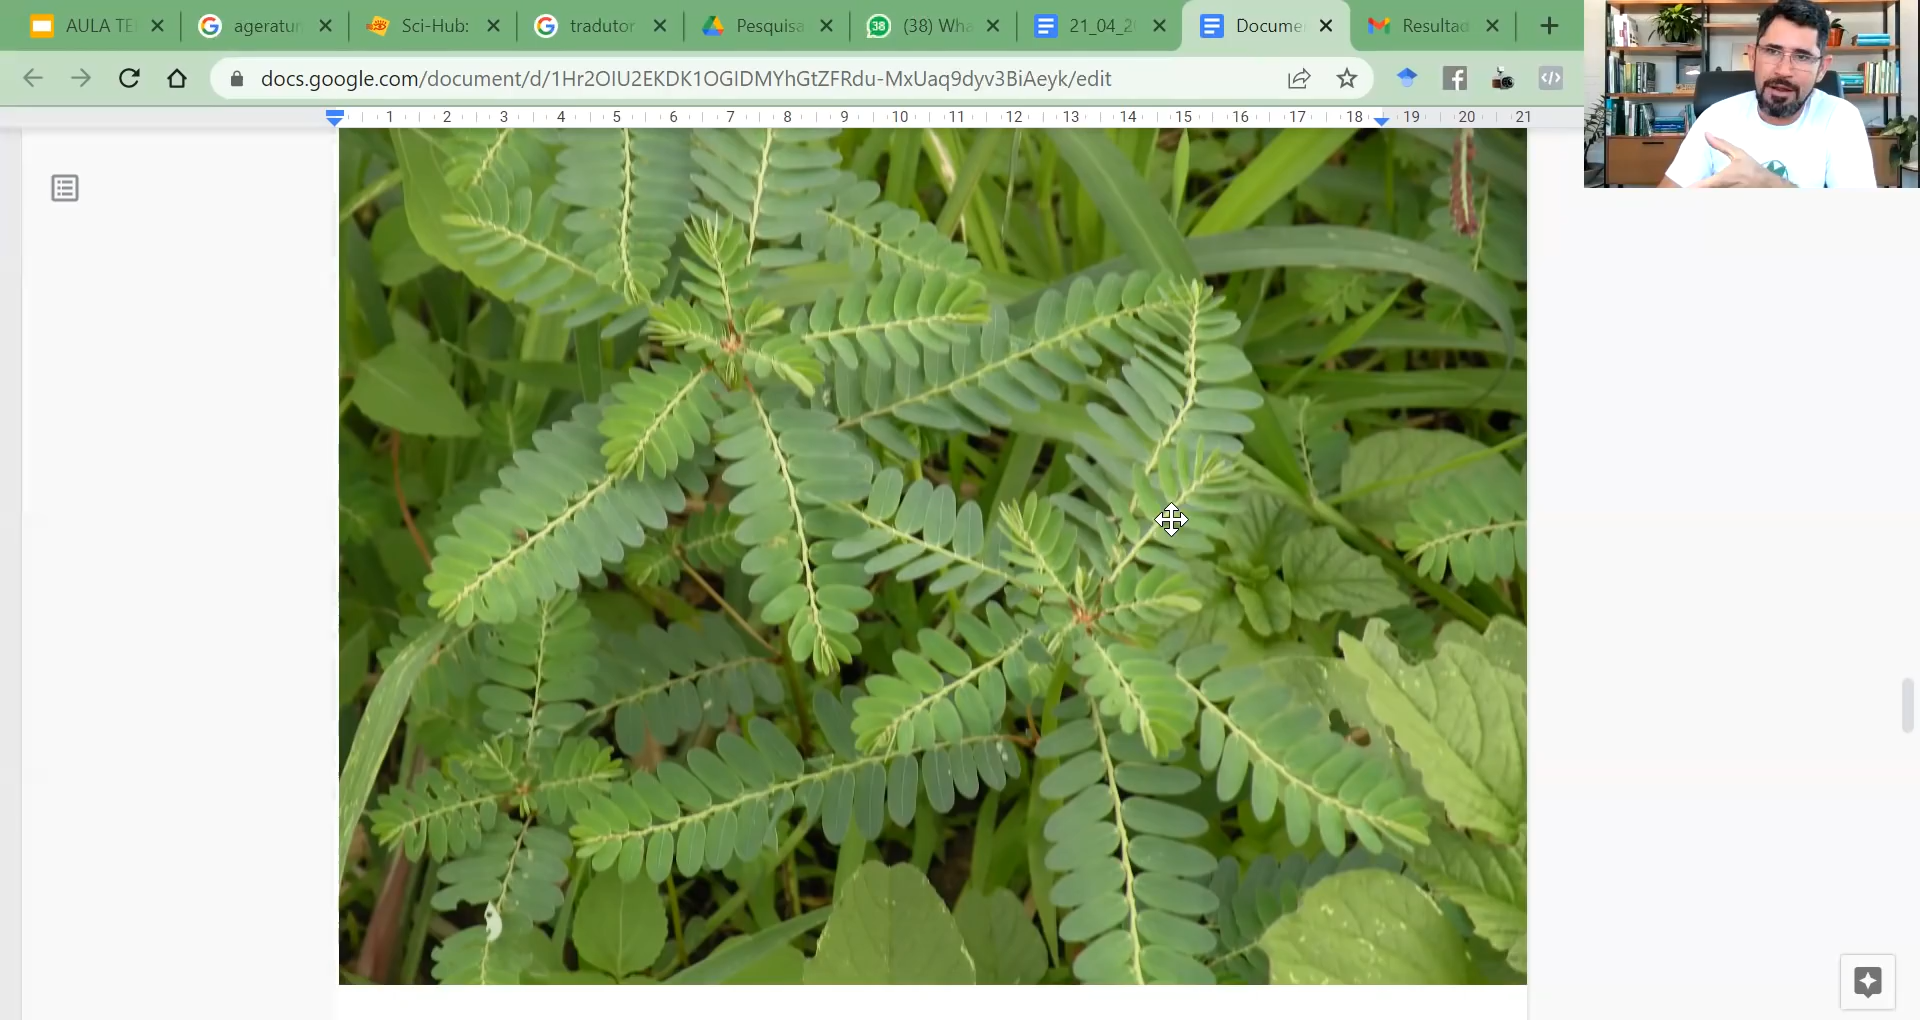 AULA TE
ageratur
Sci-Hub:
tradutor
Pesquisa
(38) Wha
21_04_2
Docume
Resultad
docs.google.com/document/d/1Hr2OIU2EKDK1OGIDMYhGtZFRdu-MxUaq9dyv3BiAeyk/edit
1 2 3 4 5 6 7 8 9 10 11 12 13 14 15 16 17 18 19 20 21